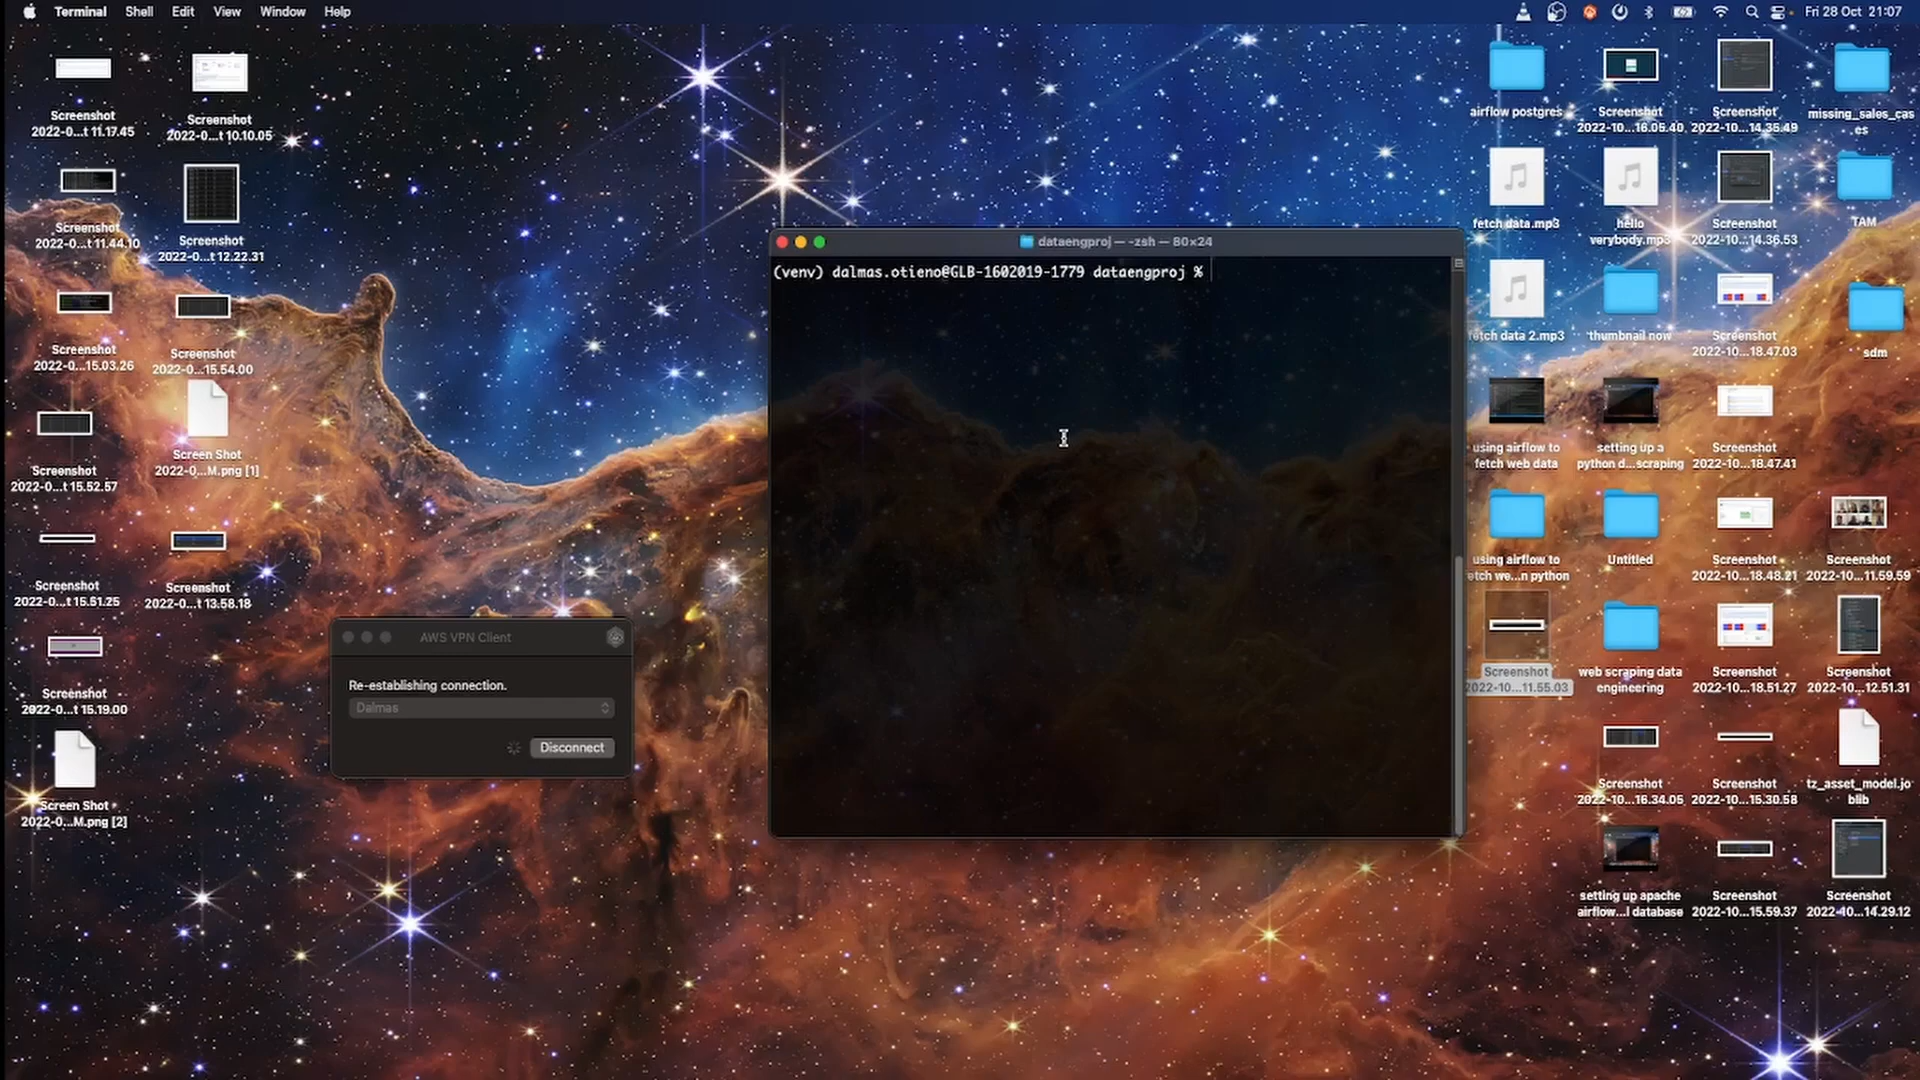 Terminal Shell Edit View Window Help
Fri 28 Oct 21:07
Screenshot
2022-0...t 11.17.45
Screenshot
2022-0...t 10.10.05
Screenshot
2022-0...t 11.44.10
Screenshot
2022-0...t 12.22.31
Screenshot
2022-0...t 15.03.26
Screenshot
2022-0...t 15.54.00
Screenshot
2022-0...t 15.52.57
Screen Shot
2022-0...M.png [1]
Screenshot
2022-0...t 15.51.25
Screenshot
2022-0...t 13.58.18
Screenshot
2022-0...t 15.19.00
Screen Shot
2022-0...M.png [2]
AWS VPN Client
Re-establishing connection.
Dalmas
Disconnect
dataengproj — -zsh — 80×24
(venv) dalmas.otieno@GLB-1602019-1779 dataengproj %
airflow postgres
Screenshot
2022-10...16.05.40
Screenshot
2022-10...14.35.49
missing_sales_cas
es
fetch data.mp3
hello
verybody.mp3
Screenshot
2022-10...14.36.53
TAM
fetch data 2.mp3
thumbnail now
Screenshot
2022-10...18.47.03
sdm
using airflow to
fetch web data
setting up a
python d...scraping
Screenshot
2022-10...18.47.41
using airflow to
etch we...n python
Untitled
Screenshot
2022-10...18.48.21
Screenshot
2022-10...11.59.59
Screenshot
2022-10...11.55.03
web scraping data
engineering
Screenshot
2022-10...18.51.27
Screenshot
2022-10...12.51.31
Screenshot
2022-10...16.34.05
Screenshot
2022-10...15.30.58
tz_asset_model.jo
blib
setting up apache
airflow...l database
Screenshot
2022-10...15.59.37
Screenshot
2022-10...14.29.12